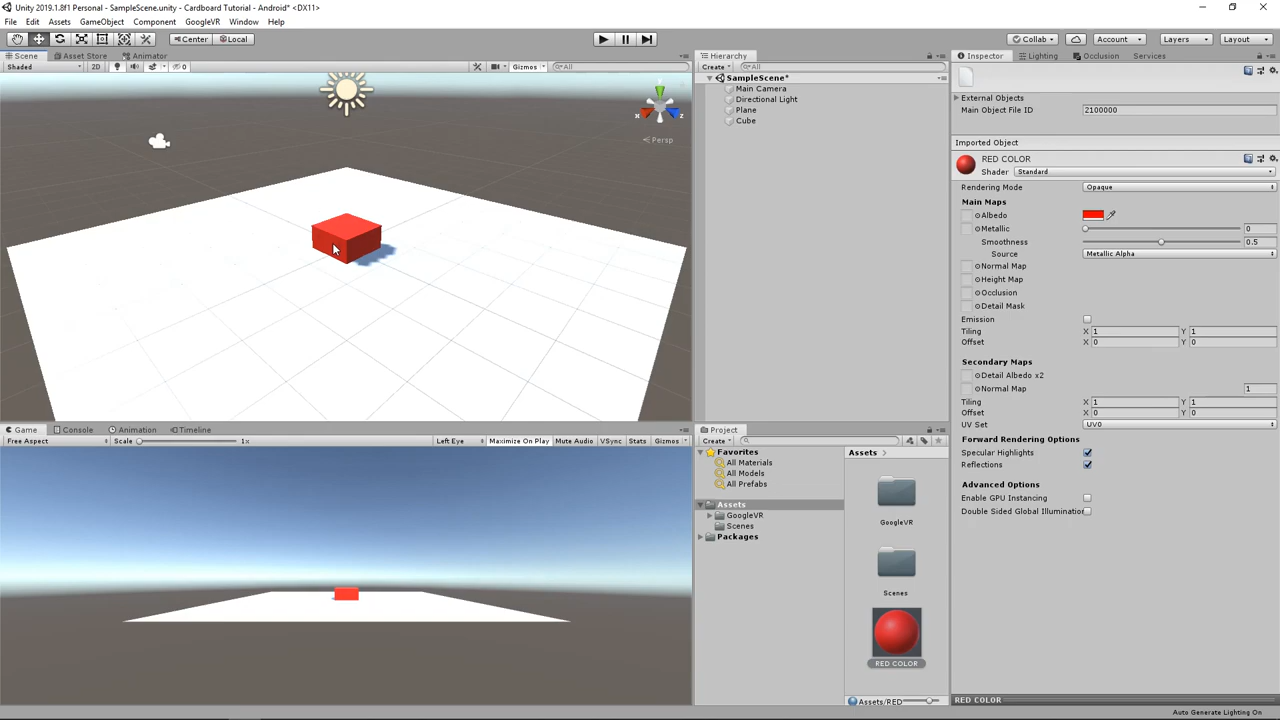 Unity 2019.1.8f1 Personal - SampleScene.unity - Cardboard Tutorial - Android* <DX11>
File Edit Assets GameObject Component GoogleVR Window Help
Center Local Collab Account Layers Layout
Scene Asset Store Animator
Shaded 2D 0 Gizmos All
Persp
Hierarchy
Create All
SampleScene*
Main Camera
Directional Light
Plane
Cube
Inspector Lighting Occlusion Services
External Objects
Main Object File ID 2100000
Imported Object
RED COLOR
Shader Standard
Rendering Mode Opaque
Main Maps
Albedo
Metallic 0
Smoothness 0.5
Source Metallic Alpha
Normal Map
Height Map
Occlusion
Detail Mask
Emission
Tiling X 1 Y 1
Offset X 0 Y 0
Secondary Maps
Detail Albedo x2
Normal Map 1
Tiling X 1 Y 1
Offset X 0 Y 0
UV Set UV0
Forward Rendering Options
Specular Highlights
Reflections
Advanced Options
Enable GPU Instancing
Double Sided Global Illumination
Game Console Animation Timeline
Free Aspect Scale 1x Left Eye Maximize On Play Mute Audio VSync Stats Gizmos
Project
Create
Favorites
All Materials
All Models
All Prefabs
Assets
GoogleVR
Scenes
Packages
Assets
GoogleVR
Scenes
RED COLOR
Assets/RED
RED COLOR
Auto Generate Lighting On